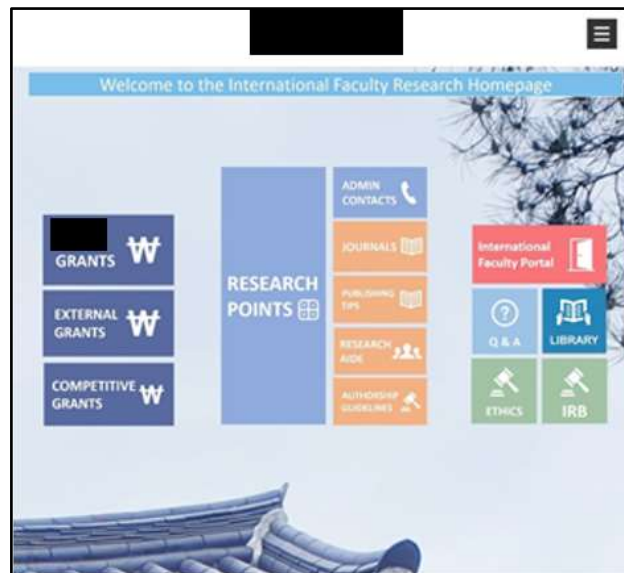 Welcome to the International Faculty Research Homepage
GRANTS
EXTERNAL
GRANTS
COMPETITIVE
GRANTS
RESEARCH
POINTS
ADMIN
CONTACTS
JOURNALS
PUBLISHING
TIPS
RESEARCH
AIDE
AUTHORSHIP
GUIDELINES
International
Faculty Portal
Q & A
LIBRARY
ETHICS
IRB